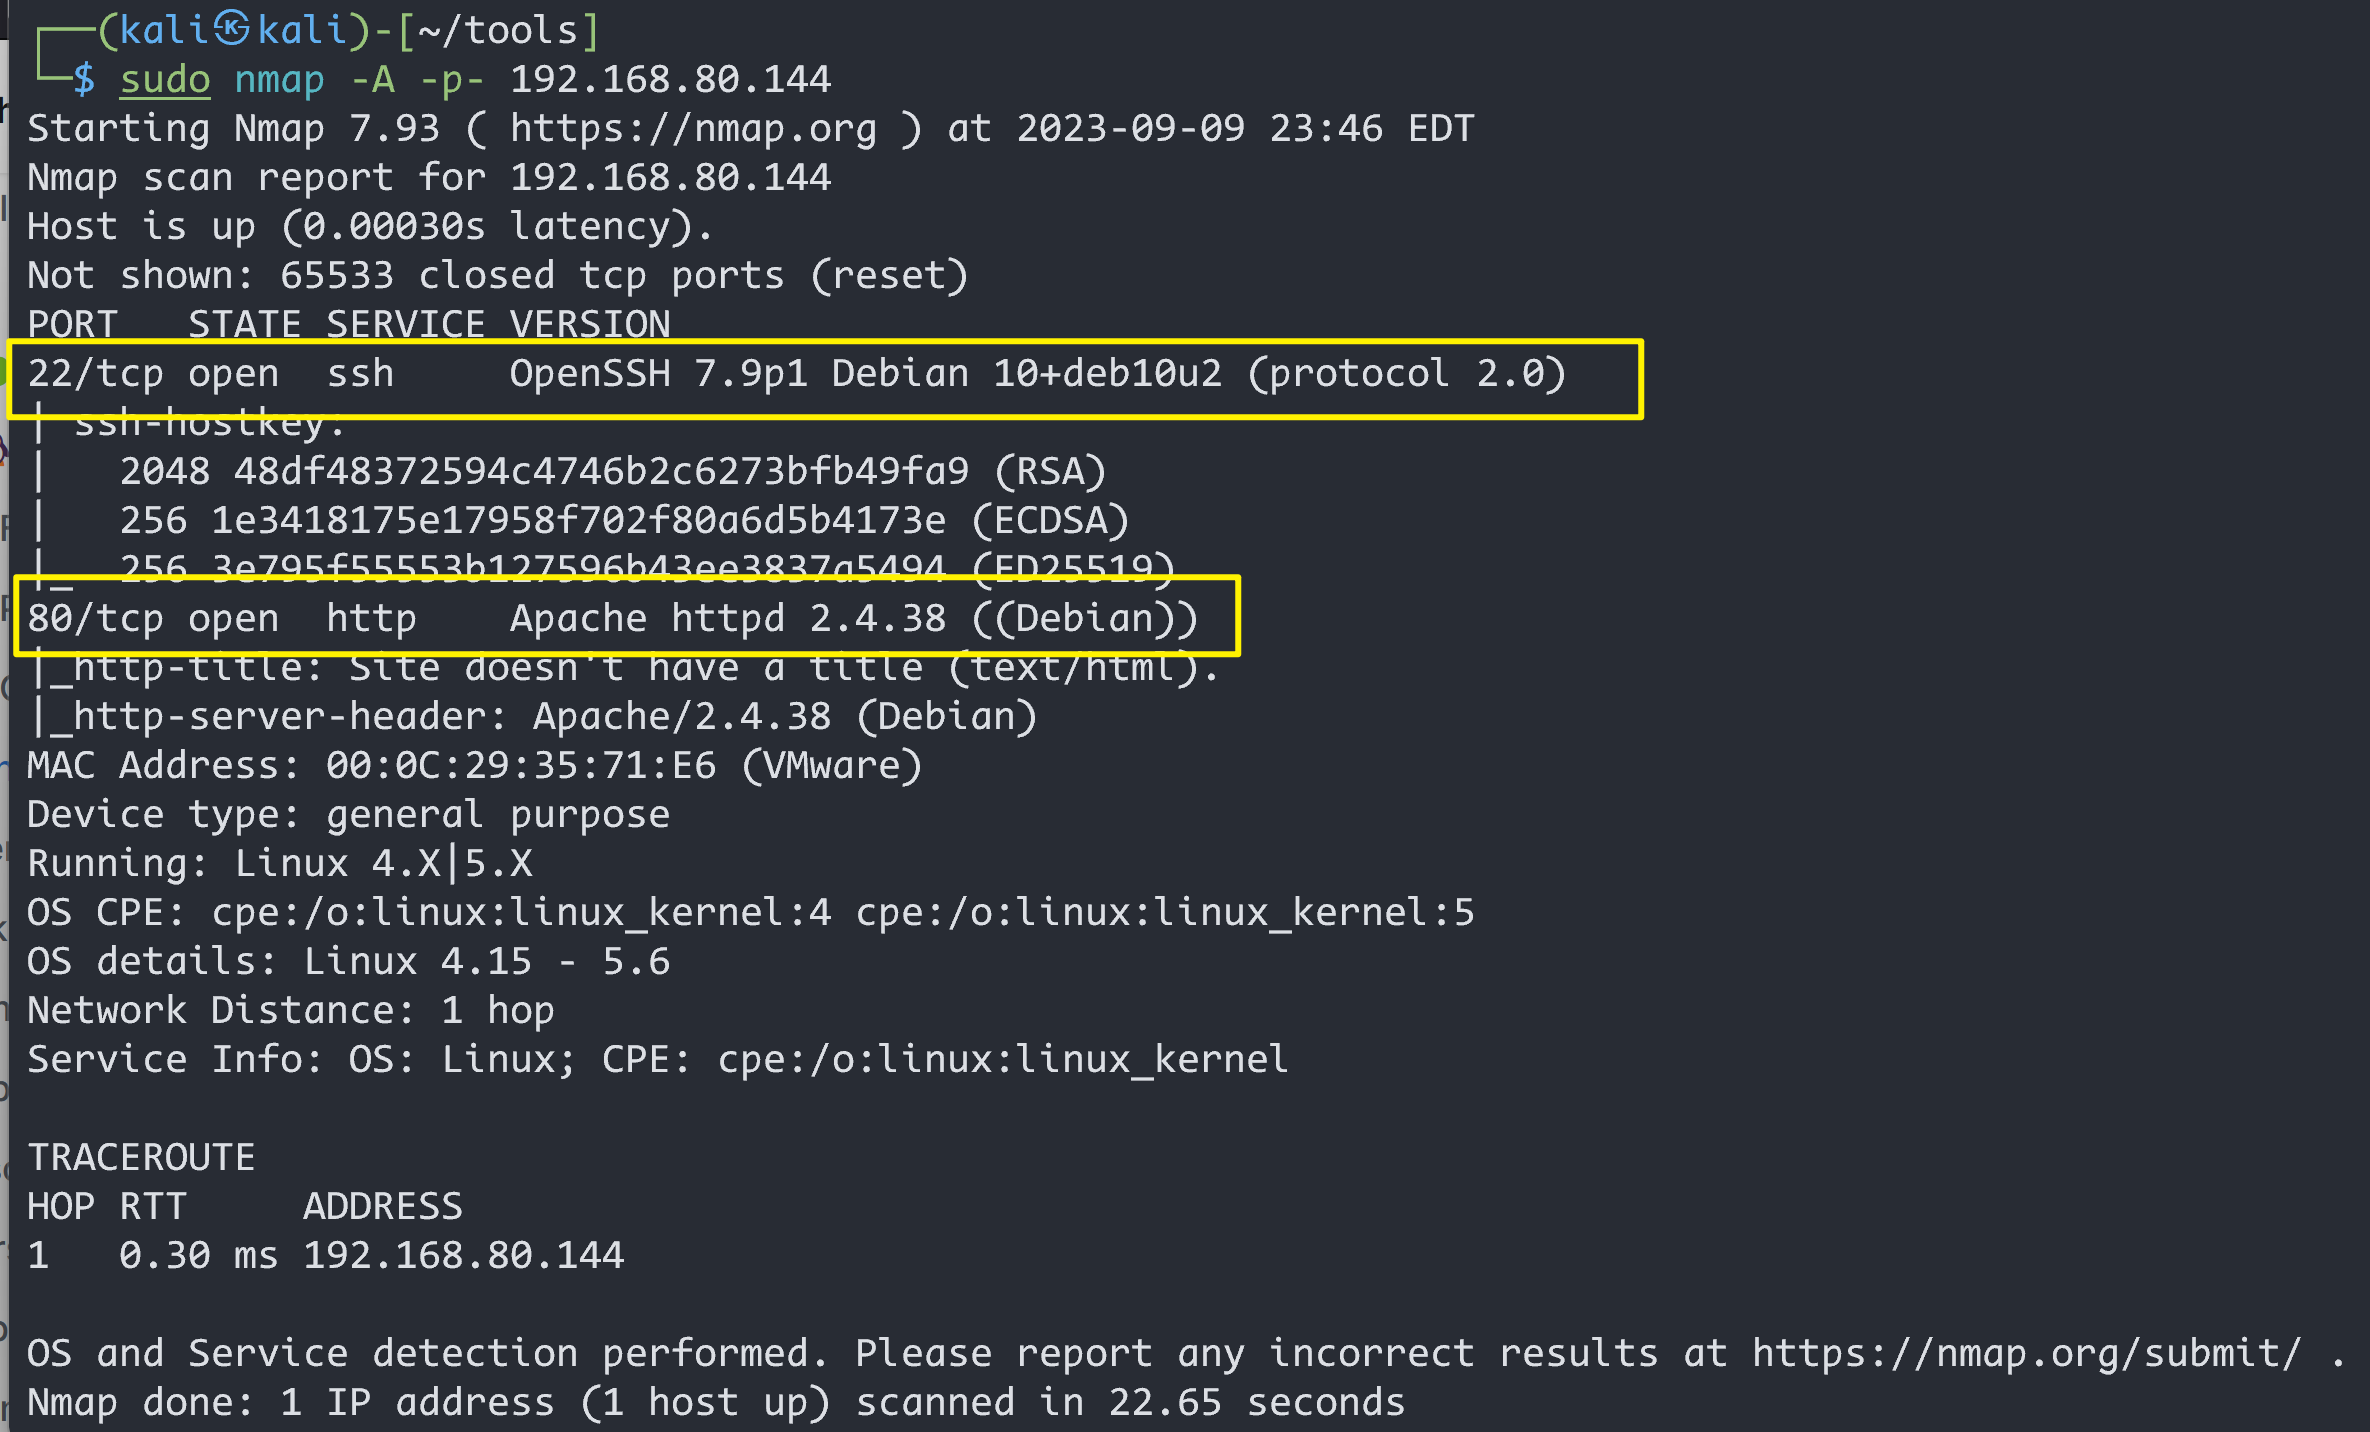 ┌──(kali㉿kali)-[~/tools]
└─$ sudo nmap -A -p- 192.168.80.144
Starting Nmap 7.93 ( https://nmap.org ) at 2023-09-09 23:46 EDT
Nmap scan report for 192.168.80.144
Host is up (0.00030s latency).
Not shown: 65533 closed tcp ports (reset)
PORT   STATE SERVICE VERSION
22/tcp open  ssh     OpenSSH 7.9p1 Debian 10+deb10u2 (protocol 2.0)
| ssh-hostkey:
|   2048 48df48372594c4746b2c6273bfb49fa9 (RSA)
|   256 1e3418175e17958f702f80a6d5b4173e (ECDSA)
|_  256 3e795f55553b127596b43ee3837a5494 (ED25519)
80/tcp open  http    Apache httpd 2.4.38 ((Debian))
|_http-title: Site doesn't have a title (text/html).
|_http-server-header: Apache/2.4.38 (Debian)
MAC Address: 00:0C:29:35:71:E6 (VMware)
Device type: general purpose
Running: Linux 4.X|5.X
OS CPE: cpe:/o:linux:linux_kernel:4 cpe:/o:linux:linux_kernel:5
OS details: Linux 4.15 - 5.6
Network Distance: 1 hop
Service Info: OS: Linux; CPE: cpe:/o:linux:linux_kernel
TRACEROUTE
HOP RTT     ADDRESS
1   0.30 ms 192.168.80.144
OS and Service detection performed. Please report any incorrect results at https://nmap.org/submit/ .
Nmap done: 1 IP address (1 host up) scanned in 22.65 seconds